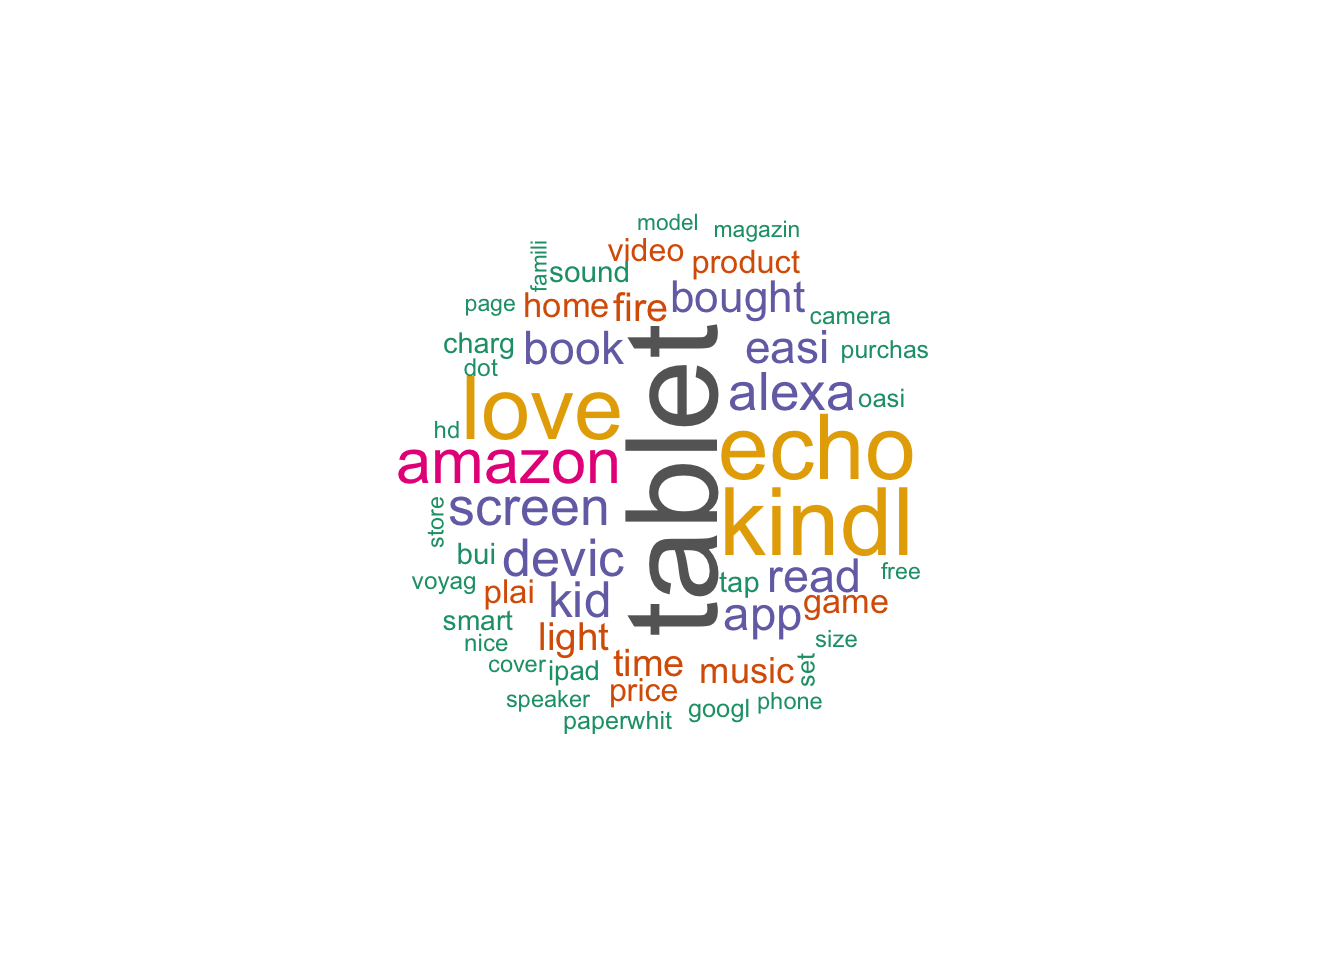 model
magazin
video
product
famili
sound
page
home
fire
bought
camera
charg
book
easi
purchas
dot
love
tablet
alexa
oasi
hd
amazon
echo
screen
kindl
store
bui
devic
tap
read
free
voyag
plai
kid
app
game
smart
nice
light
size
cover
ipad
time
music
set
speaker
price
googl
phone
paperwhit